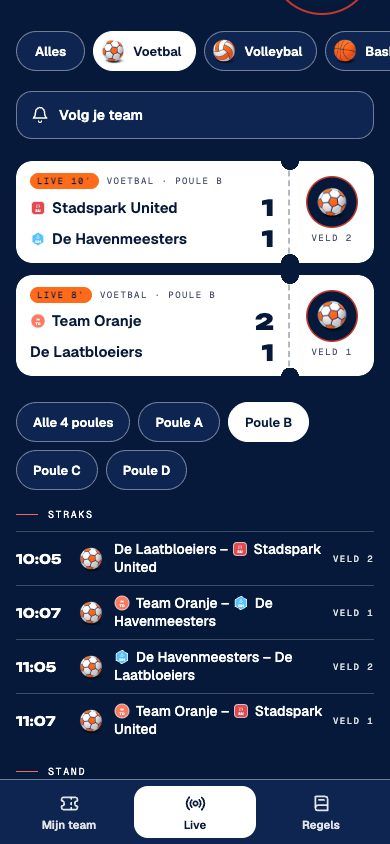 Alles
Voetbal
Volleybal
Bas
Volg je team
LIVE 10'
VOETBAL · POULE B
Stadspark United
1
De Havenmeesters
1
VELD 2
LIVE 8'
VOETBAL · POULE B
Team Oranje
2
De Laatbloeiers
1
VELD 1
Alle 4 poules
Poule A
Poule B
Poule C
Poule D
STRAKS
10:05
De Laatbloeiers – Stadspark
United
VELD 2
10:07
Team Oranje – De
Havenmeesters
VELD 1
11:05
De Havenmeesters – De
Laatbloeiers
VELD 2
11:07
Team Oranje – Stadspark
United
VELD 1
STAND
Mijn team
Live
Regels